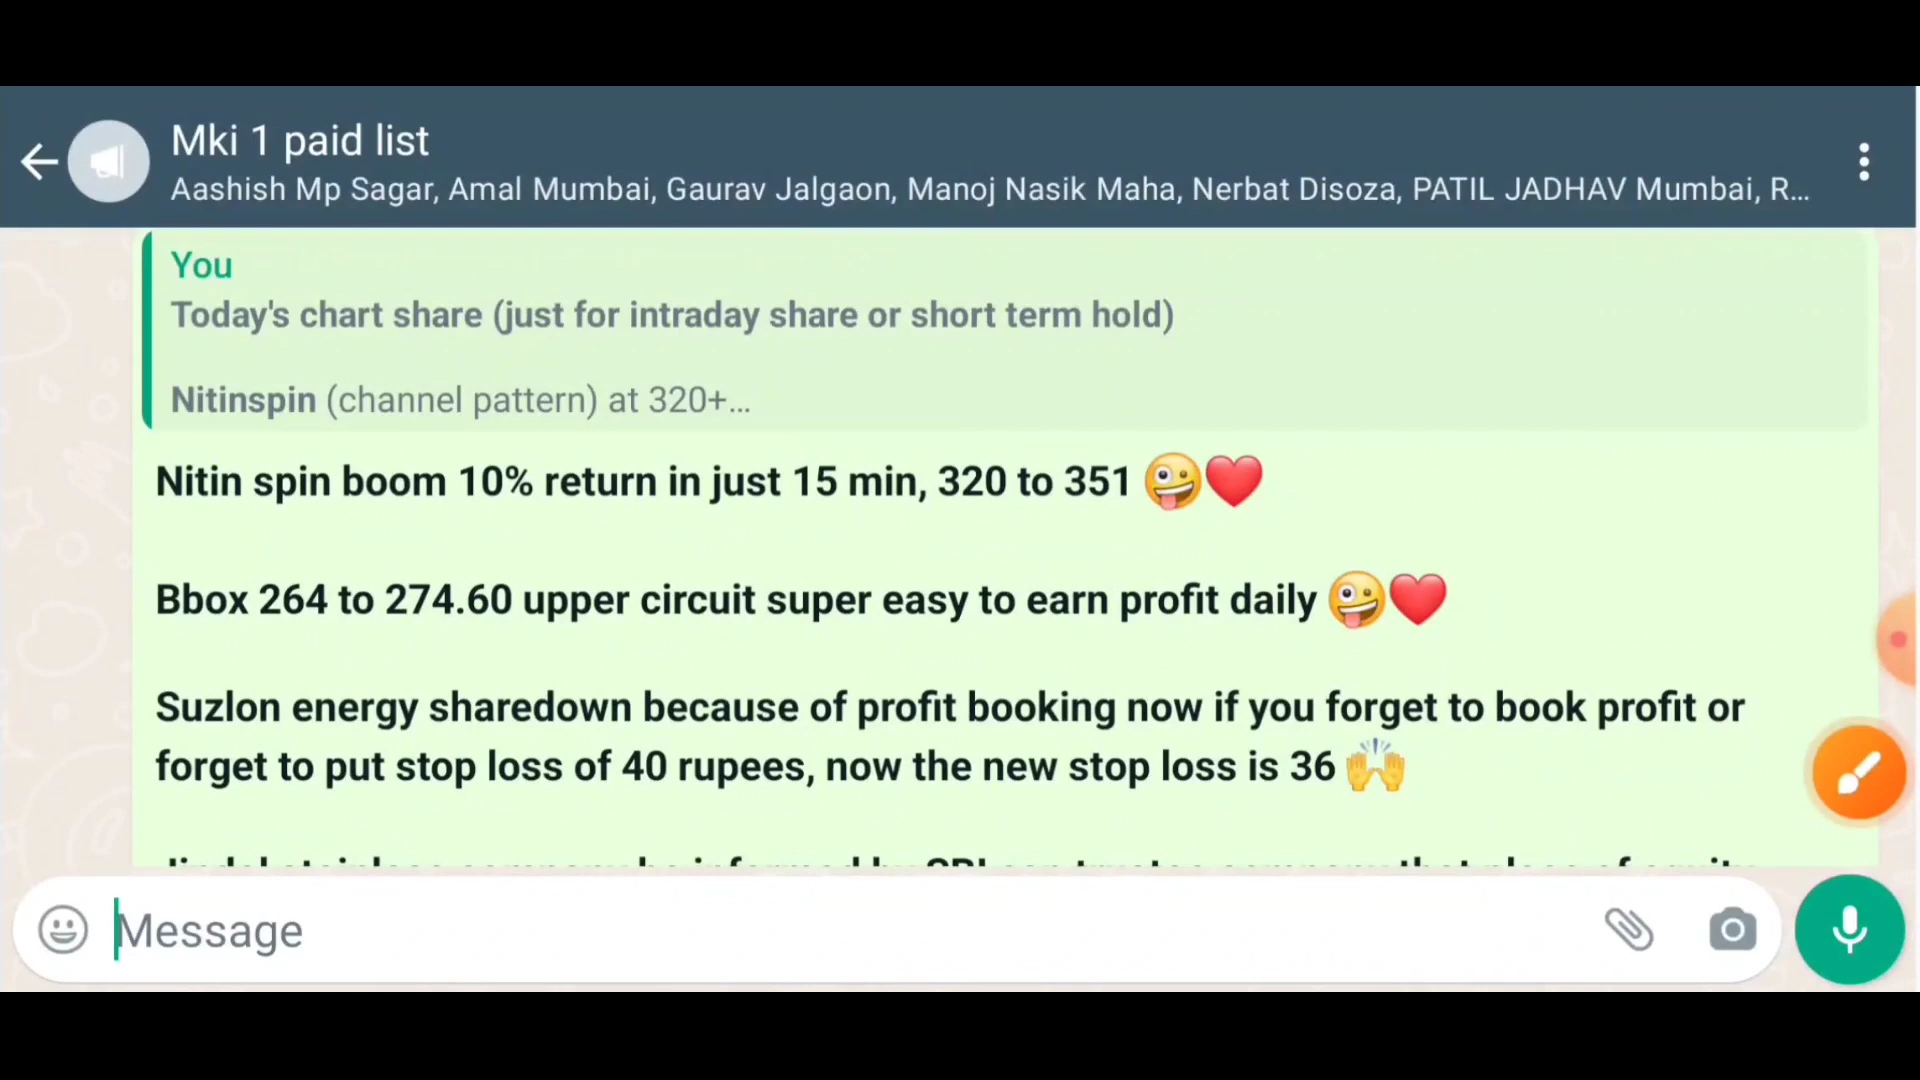 Mki 1 paid list
Aashish Mp Sagar, Amal Mumbai, Gaurav Jalgaon, Manoj Nasik Maha, Nerbat Disoza, PATIL JADHAV Mumbai, R...
You
Today's chart share (just for intraday share or short term hold)
Nitinspin (channel pattern) at 320+...
Nitin spin boom 10% return in just 15 min, 320 to 351 🤪❤️
Bbox 264 to 274.60 upper circuit super easy to earn profit daily 🤪❤️
Suzlon energy sharedown because of profit booking now if you forget to book profit or
forget to put stop loss of 40 rupees, now the new stop loss is 36 🙌
Message